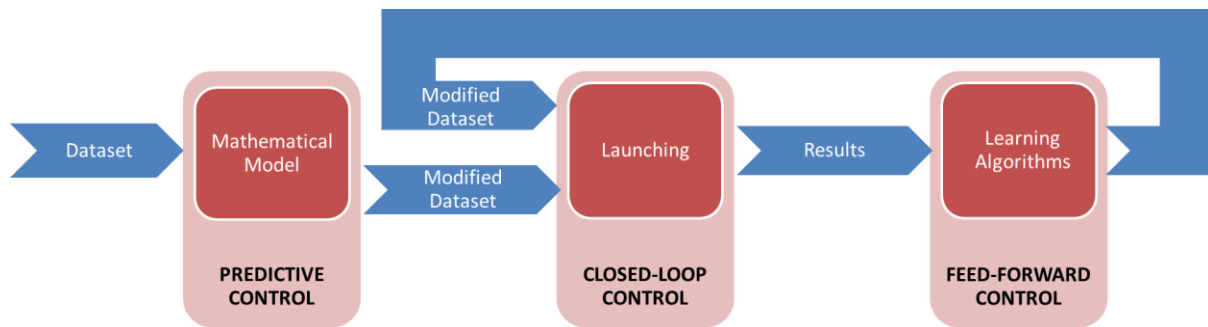 Dataset
Mathematical
Model
PREDICTIVE
CONTROL
Modified
Dataset
Modified
Dataset
Launching
CLOSED-LOOP
CONTROL
Results
Learning
Algorithms
FEED-FORWARD
CONTROL